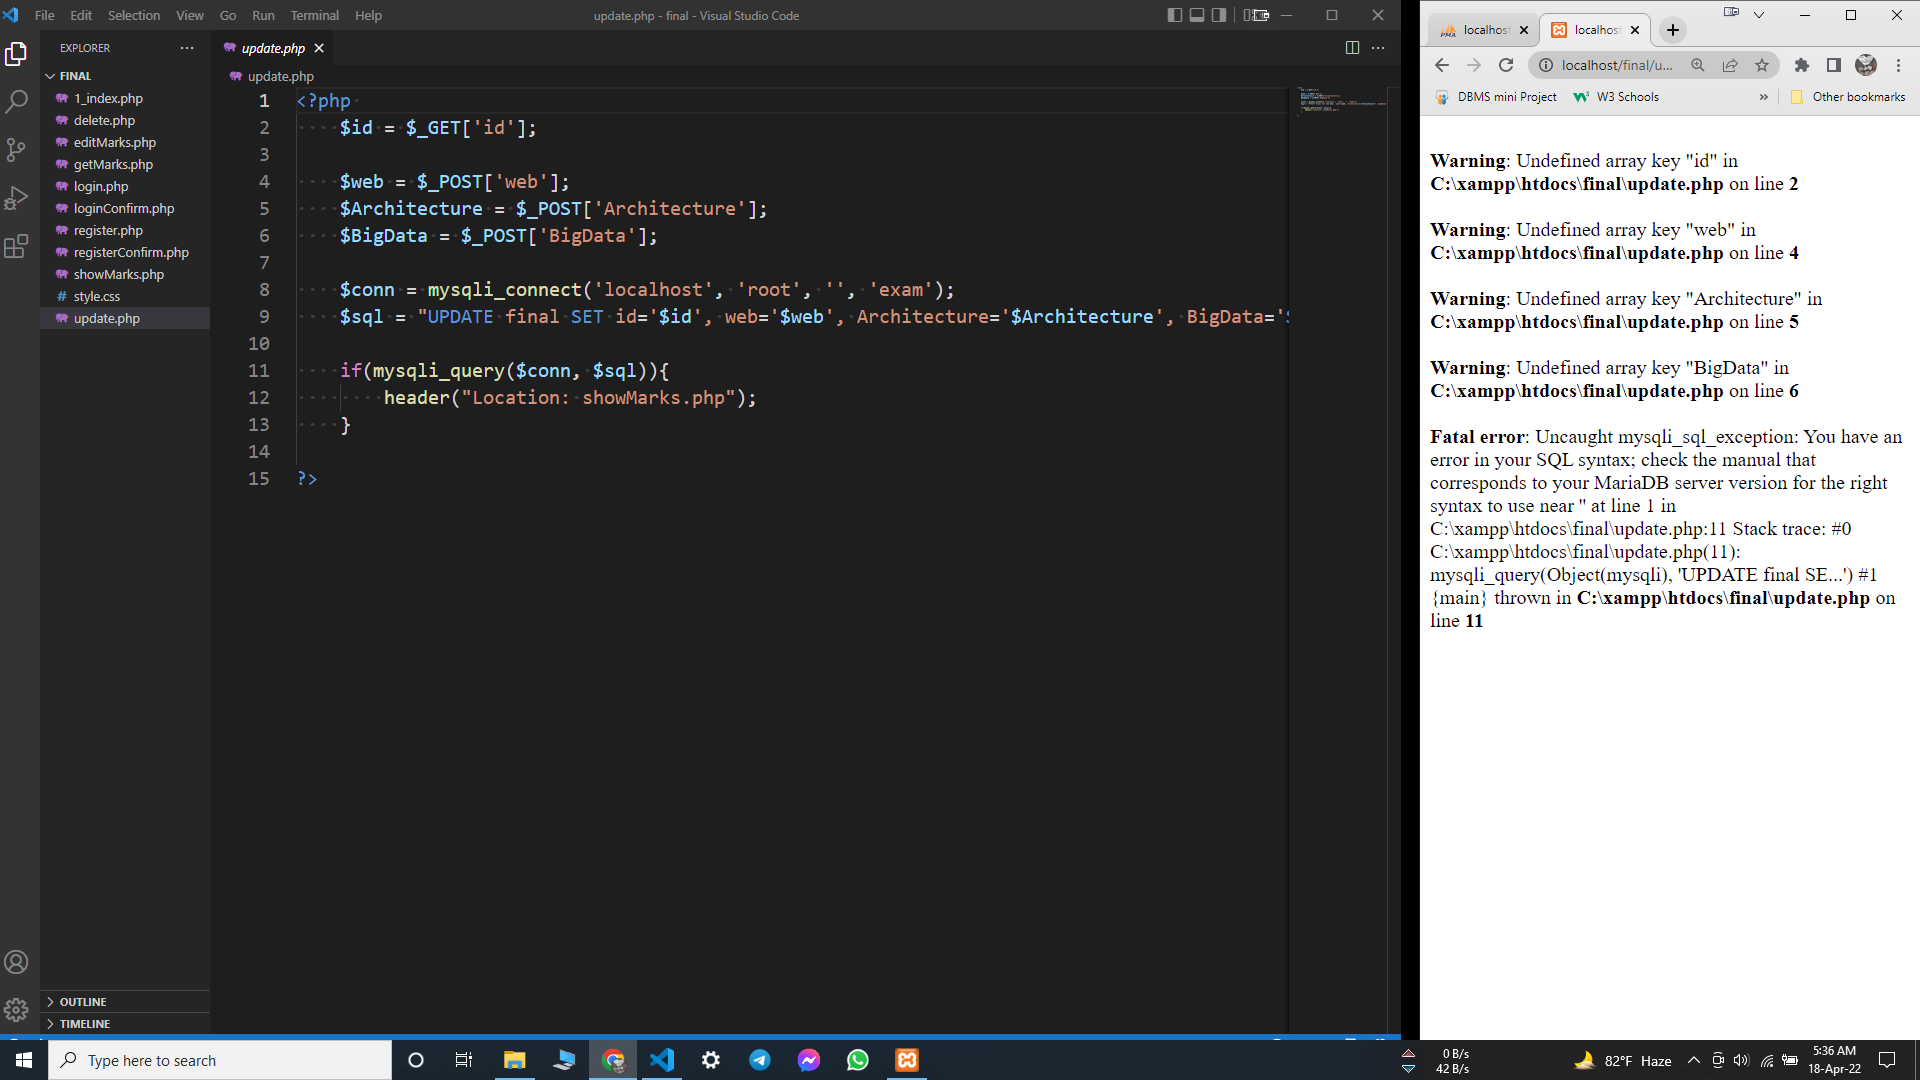 File Edit Selection View Go Run Terminal Help
update.php - final - Visual Studio Code
EXPLORER
FINAL
1_index.php
delete.php
editMarks.php
getMarks.php
login.php
loginConfirm.php
register.php
registerConfirm.php
showMarks.php
# style.css
update.php
OUTLINE
TIMELINE
update.php
update.php
1 <?php
2 $id = $_GET['id'];
3
4 $web = $_POST['web'];
5 $Architecture = $_POST['Architecture'];
6 $BigData = $_POST['BigData'];
7
8 $conn = mysqli_connect('localhost', 'root', '', 'exam');
9 $sql = "UPDATE final SET id='$id', web='$web', Architecture='$Architecture', BigData='
10
11 if(mysqli_query($conn, $sql)){
12 header("Location: showMarks.php");
13 }
14
15 ?>
PMA localhos localhos
localhost/final/u...
DBMS mini Project W3 Schools » Other bookmarks
Warning: Undefined array key "id" in
C:\xampp\htdocs\final\update.php on line 2
Warning: Undefined array key "web" in
C:\xampp\htdocs\final\update.php on line 4
Warning: Undefined array key "Architecture" in
C:\xampp\htdocs\final\update.php on line 5
Warning: Undefined array key "BigData" in
C:\xampp\htdocs\final\update.php on line 6
Fatal error: Uncaught mysqli_sql_exception: You have an
error in your SQL syntax; check the manual that
corresponds to your MariaDB server version for the right
syntax to use near '' at line 1 in
C:\xampp\htdocs\final\update.php:11 Stack trace: #0
C:\xampp\htdocs\final\update.php(11):
mysqli_query(Object(mysqli), 'UPDATE final SE...') #1
{main} thrown in C:\xampp\htdocs\final\update.php on
line 11
Type here to search
0 B/s
42 B/s
82°F Haze
5:36 AM
18-Apr-22